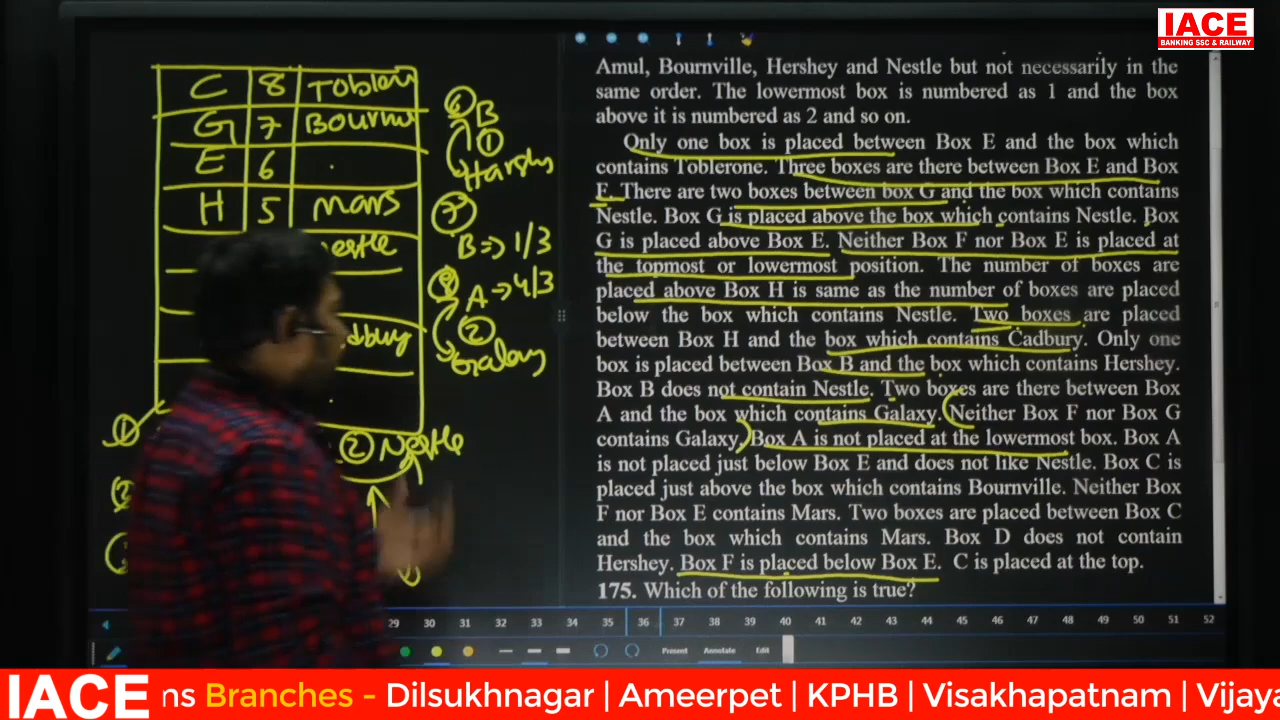 IACE
BANKING SSC & RAILWAY
Amul, Bournville, Hershey and Nestle but not necessarily in the
same order. The lowermost box is numbered as 1 and the box
above it is numbered as 2 and so on.
Only one box is placed between Box E and the box which
contains Toblerone. Three boxes are there between Box E and Box
F. There are two boxes between box G and the box which contains
Nestle. Box G is placed above the box which contains Nestle. Box
G is placed above Box E. Neither Box F nor Box E is placed at
the topmost or lowermost position. The number of boxes are
placed above Box H is same as the number of boxes are placed
below the box which contains Nestle. Two boxes are placed
between Box H and the box which contains Cadbury. Only one
box is placed between Box B and the box which contains Hershey.
Box B does not contain Nestle. Two boxes are there between Box
A and the box which contains Galaxy. Neither Box F nor Box G
contains Galaxy. Box A is not placed at the lowermost box. Box A
is not placed just below Box E and does not like Nestle. Box C is
placed just above the box which contains Bournville. Neither Box
F nor Box E contains Mars. Two boxes are placed between Box C
and the box which contains Mars. Box D does not contain
Hershey. Box F is placed below Box E. C is placed at the top.
175. Which of the following is true?
C 8
G 7
E 6 .
H 5 Mars
B
①
⑦
B => 1/3
A -> 4/3
②
Galaxy
①
② Nestle
29 30 31 32 33 34 35 36 37 38 39 40 41 42 43 44 45 46 47 48 49 50 51 52
Present Annotate Edit
IACE ns Branches - Dilsukhnagar | Ameerpet | KPHB | Visakhapatnam | Vijaya